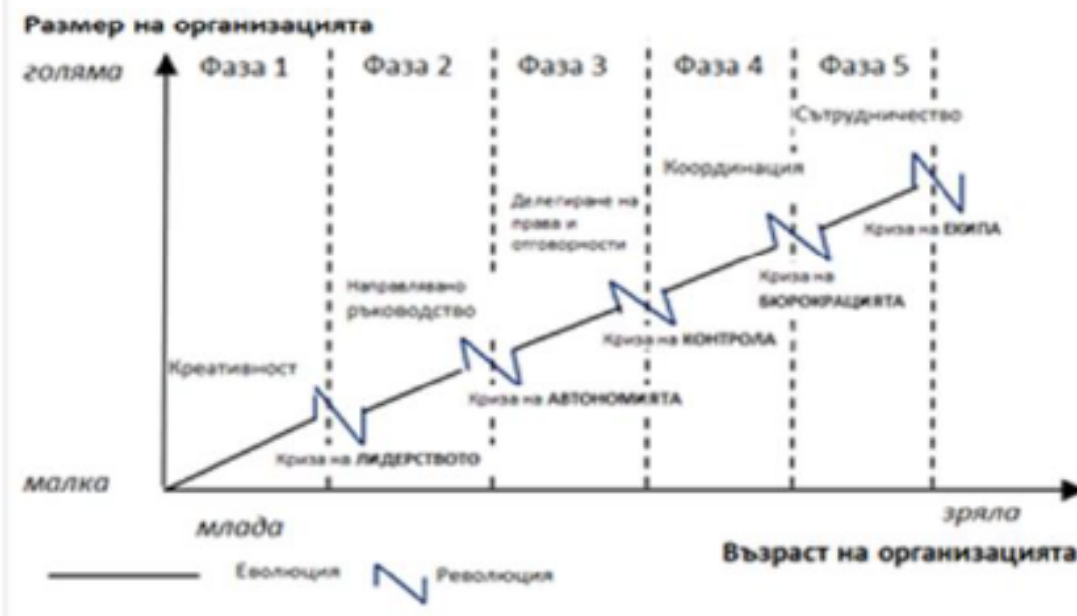 Размер на организацията
голяма
Фаза 1
Фаза 2
Фаза 3
Фаза 4
Фаза 5
Сътрудничество
Координация
Делегиране на
права и
отговорности
Криза на ЕКИПА
Направлявано
ръководство
Криза на
БЮРОКРАЦИЯТА
Криза на КОНТРОЛА
Креативност
Криза на АВТОНОМИЯТА
Криза на ЛИДЕРСТВОТО
малка
млада
зряла
Възраст на организацията
Еволюция
Революция